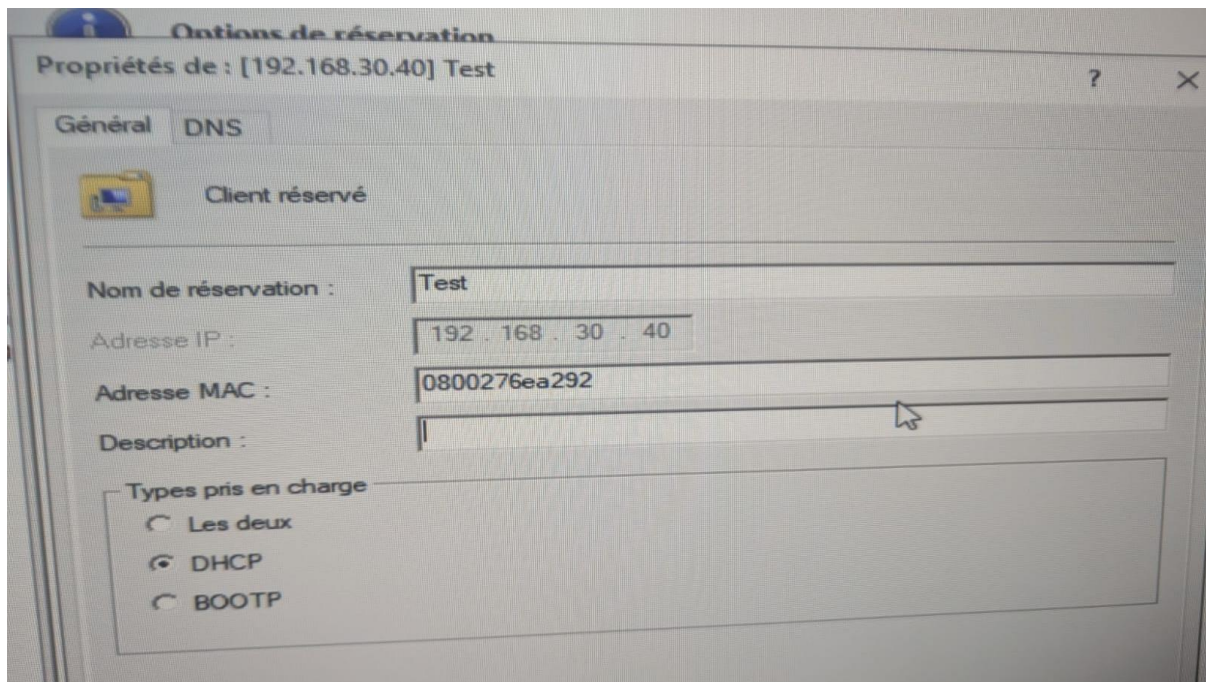 Options de réservation
Propriétés de : [192.168.30.40] Test
?
Général DNS
Client réservé
Nom de réservation : Test
Adresse IP : 192 . 168 . 30 . 40
Adresse MAC : 0800276ea292
Description :
Types pris en charge
Les deux
DHCP
BOOTP